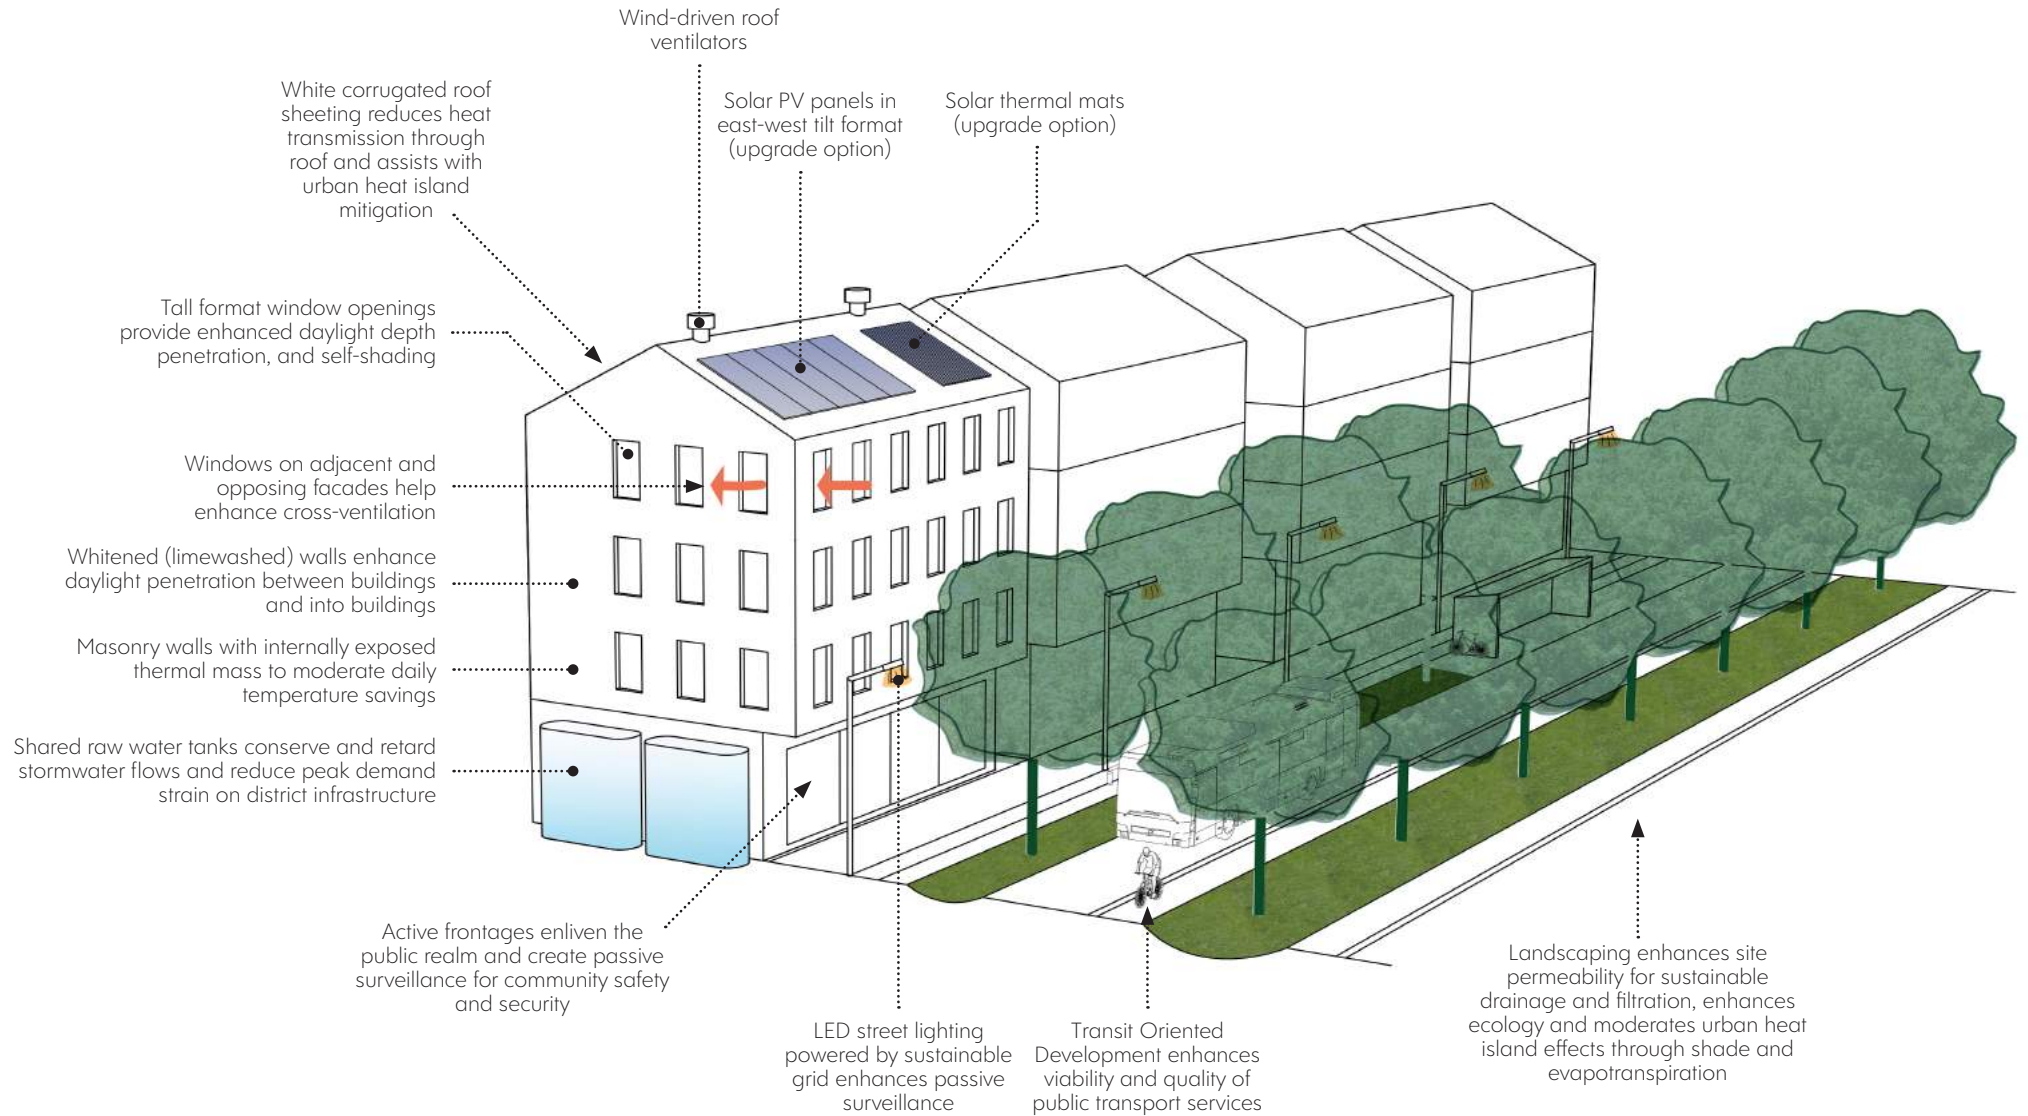 Wind-driven roof
ventilators
White corrugated roof
sheeting reduces heat
transmission through
roof and assists with
urban heat island
mitigation
Solar PV panels in
east-west tilt format
(upgrade option)
Solar thermal mats
(upgrade option)
Tall format window openings
provide enhanced daylight depth
penetration, and self-shading
Windows on adjacent and
opposing facades help
enhance cross-ventilation
Whitened (limewashed) walls enhance
daylight penetration between buildings
and into buildings
Masonry walls with internally exposed
thermal mass to moderate daily
temperature savings
Shared raw water tanks conserve and retard
stormwater flows and reduce peak demand
strain on district infrastructure
Active frontages enliven the
public realm and create passive
surveillance for community safety
and security
LED street lighting
powered by sustainable
grid enhances passive
surveillance
Transit Oriented
Development enhances
viability and quality of
public transport services
Landscaping enhances site
permeability for sustainable
drainage and filtration, enhances
ecology and moderates urban heat
island effects through shade and
evapotranspiration